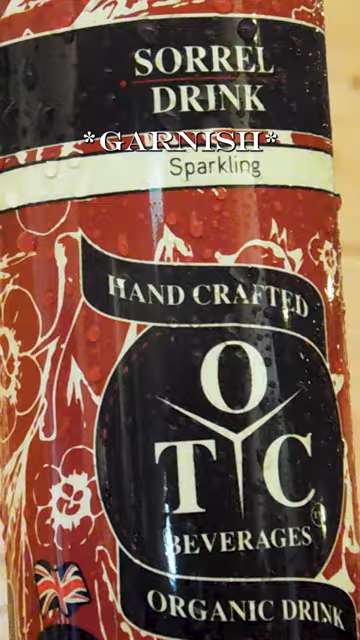 SORREL
DRINK
*GARNISH*
Sparkling
HAND CRAFTED
O
T C
BEVERAGES
ORGANIC DRINK